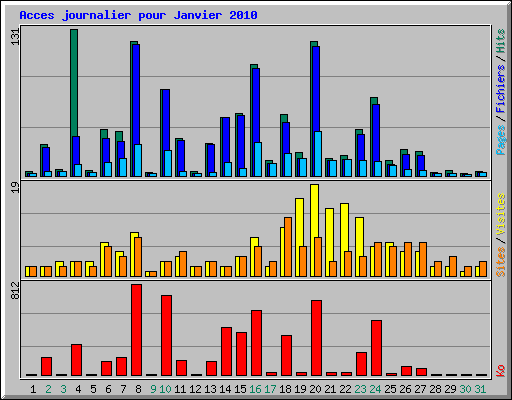 Acces journalier pour Janvier 2010
131
Pages / Fichiers / Hits
19
Sites / Visites
812
Ko
1 2 3 4 5 6 7 8 9 10 11 12 13 14 15 16 17 18 19 20 21 22 23 24 25 26 27 28 29 30 31